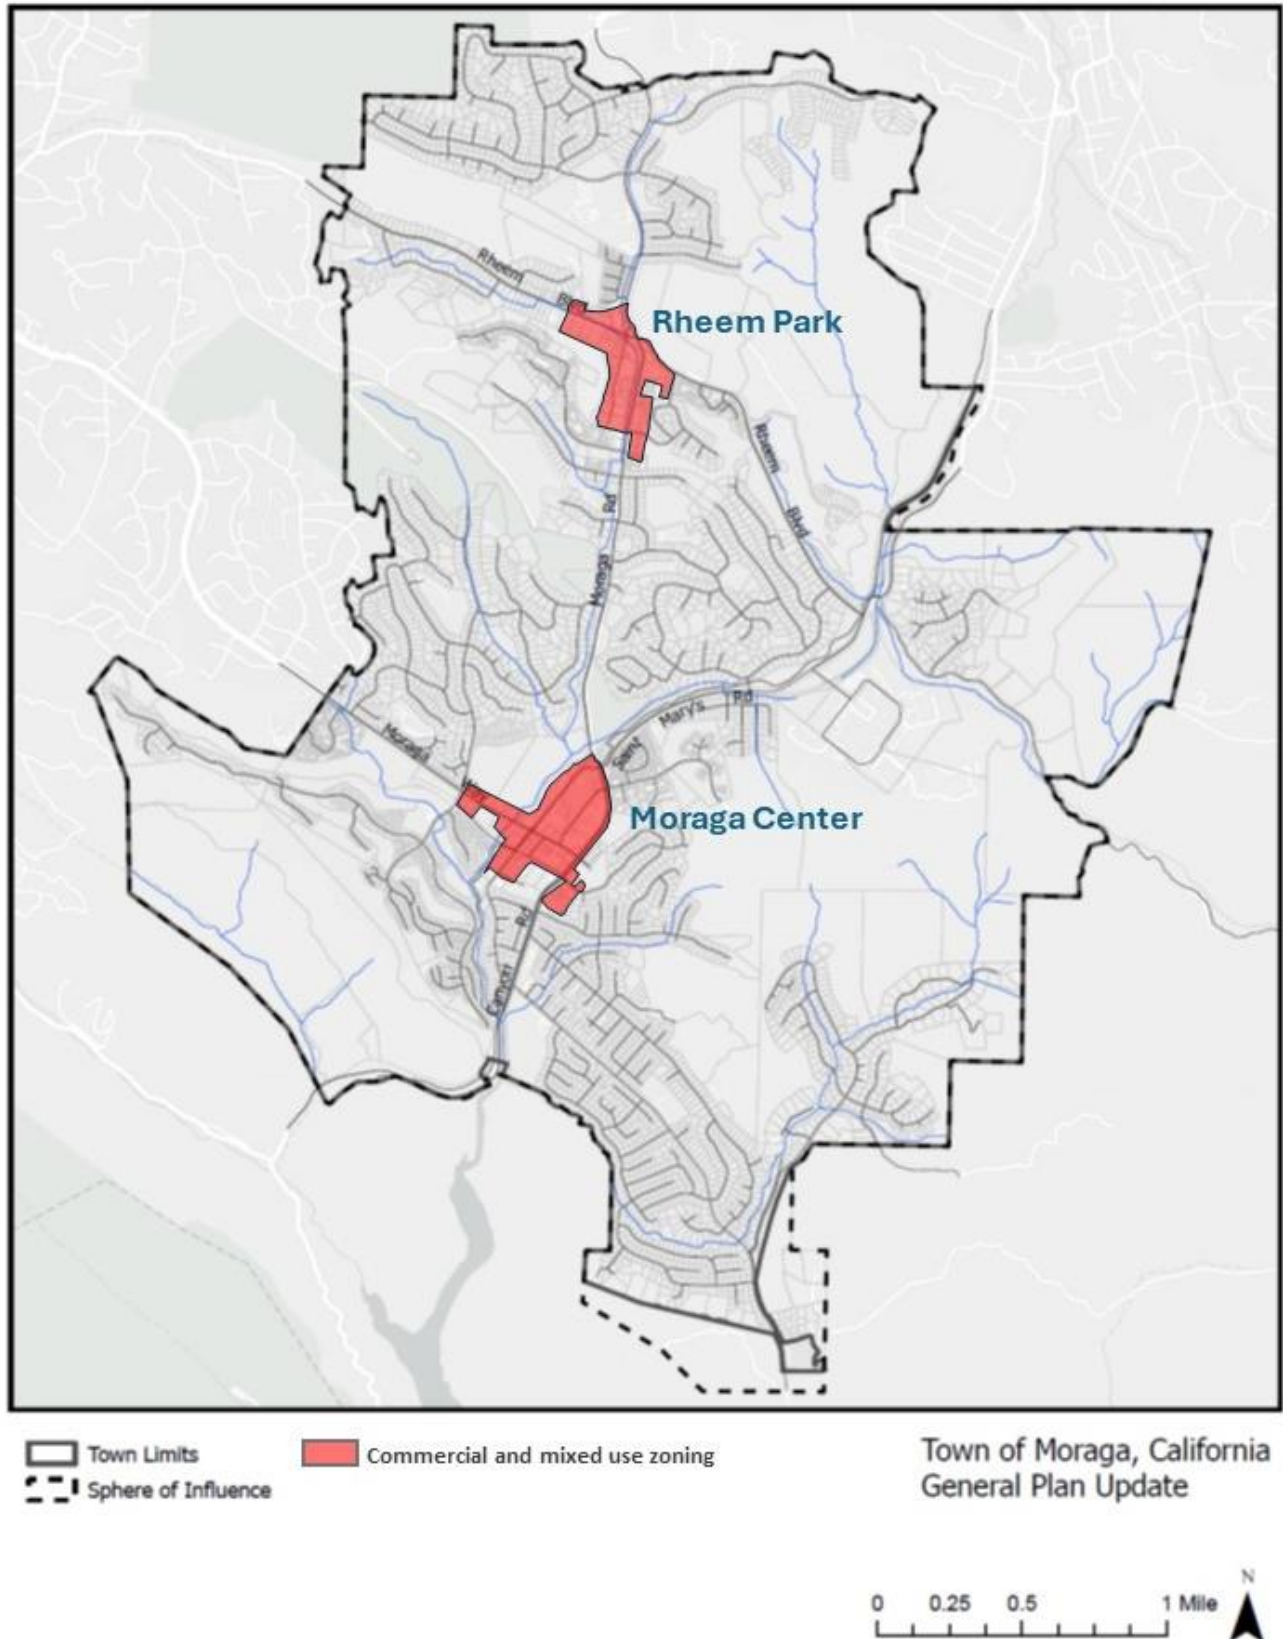 Rheem
Bl
Rheem Park
Rheem
Blvd
Moraga
Rd
Saint
Mary's
Rd
Moraga
W
Moraga Center
Canyon
Rd
Town Limits
Sphere of Influence
Commercial and mixed use zoning
Town of Moraga, California
General Plan Update
N
0 0.25 0.5 1 Mile